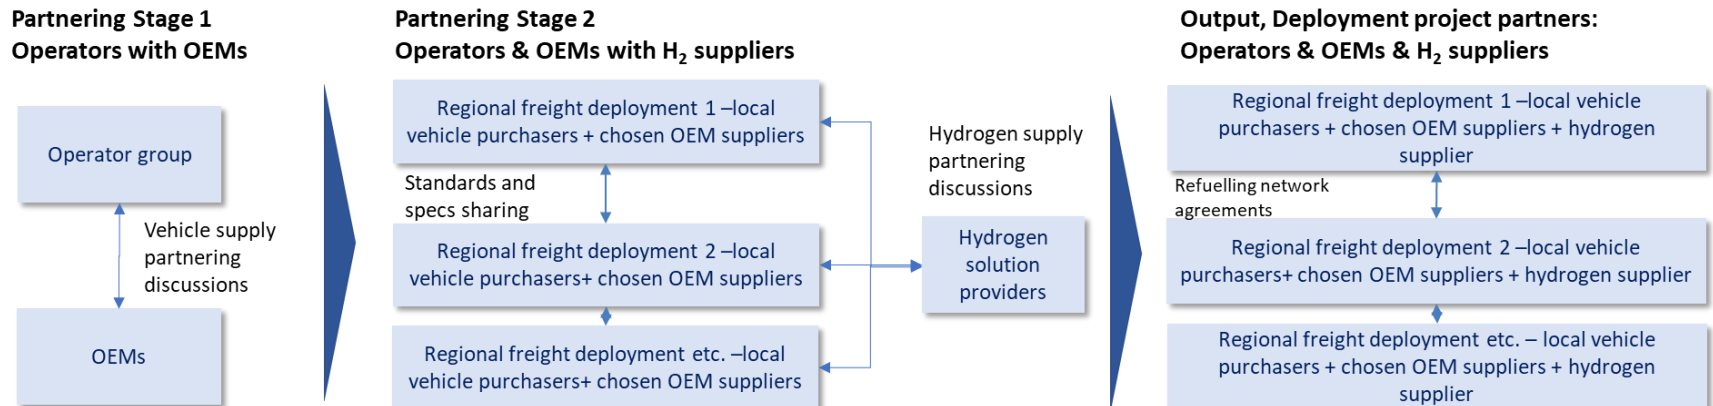 Partnering Stage 1
Operators with OEMs
Operator group
Vehicle supply
partnering
discussions
OEMs
Partnering Stage 2
Operators & OEMs with H₂ suppliers
Regional freight deployment 1 –local
vehicle purchasers + chosen OEM suppliers
Standards and
specs sharing
Regional freight deployment 2 –local
vehicle purchasers+ chosen OEM suppliers
Regional freight deployment etc. –local
vehicle purchasers+ chosen OEM suppliers
Hydrogen supply
partnering
discussions
Hydrogen
solution
providers
Output, Deployment project partners:
Operators & OEMs & H₂ suppliers
Regional freight deployment 1 –local vehicle
purchasers + chosen OEM suppliers + hydrogen
supplier
Refuelling network
agreements
Regional freight deployment 2 –local vehicle
purchasers+ chosen OEM suppliers + hydrogen supplier
Regional freight deployment etc. – local vehicle
purchasers + chosen OEM suppliers + hydrogen
supplier